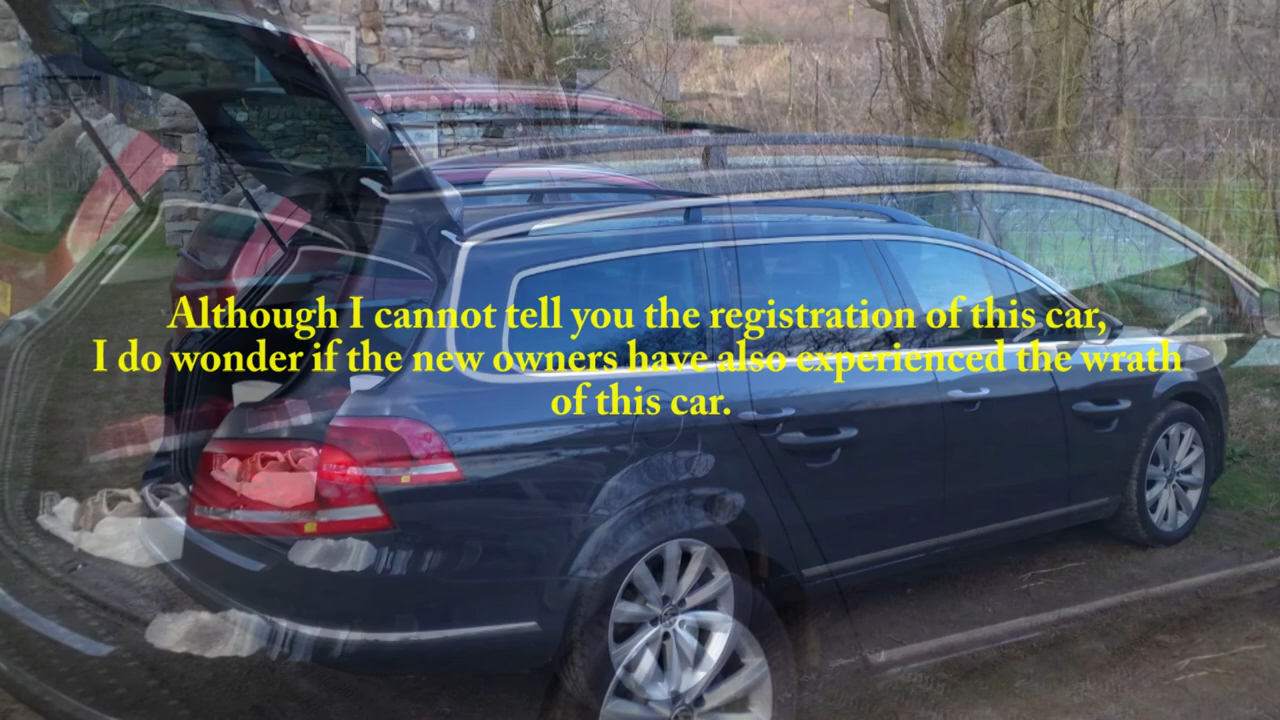 Although I cannot tell you the registration of this car,
I do wonder if the new owners have also experienced the wrath
of this car.